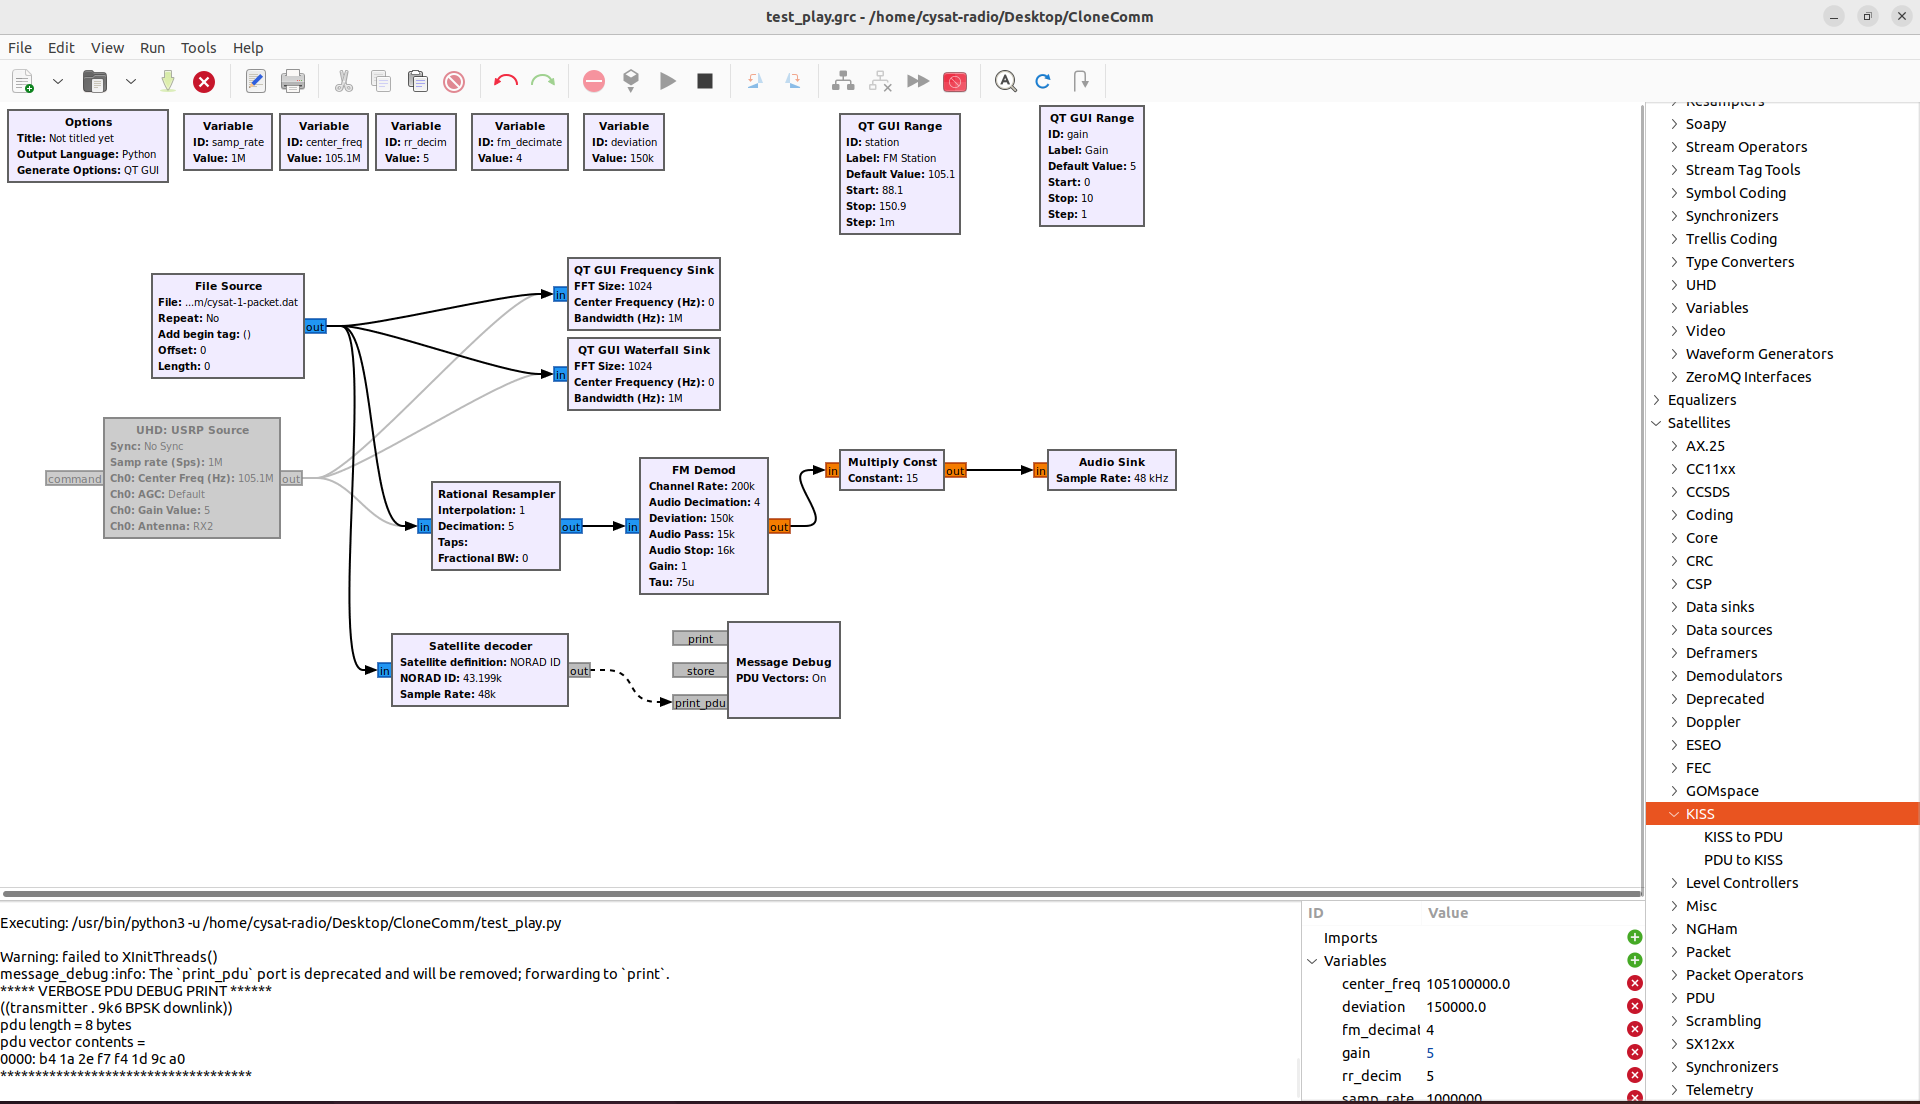 test_play.grc - /home/cysat-radio/Desktop/CloneComm
File Edit View Run Tools Help
Options
Title: Not titled yet
Output Language: Python
Generate Options: QT GUI
Variable
ID: samp_rate
Value: 1M
Variable
ID: center_freq
Value: 105.1M
Variable
ID: rr_decim
Value: 5
Variable
ID: fm_decimate
Value: 4
Variable
ID: deviation
Value: 150k
QT GUI Range
ID: station
Label: FM Station
Default Value: 105.1
Start: 88.1
Stop: 150.9
Step: 1m
QT GUI Range
ID: gain
Label: Gain
Default Value: 5
Start: 0
Stop: 10
Step: 1
File Source
File: ...m/cysat-1-packet.dat
Repeat: No
Add begin tag: ()
Offset: 0
Length: 0
out
in
QT GUI Frequency Sink
FFT Size: 1024
Center Frequency (Hz): 0
Bandwidth (Hz): 1M
in
QT GUI Waterfall Sink
FFT Size: 1024
Center Frequency (Hz): 0
Bandwidth (Hz): 1M
command
UHD: USRP Source
Sync: No Sync
Samp rate (Sps): 1M
Ch0: Center Freq (Hz): 105.1M
Ch0: AGC: Default
Ch0: Gain Value: 5
Ch0: Antenna: RX2
out
in
Rational Resampler
Interpolation: 1
Decimation: 5
Taps:
Fractional BW: 0
out
in
FM Demod
Channel Rate: 200k
Audio Decimation: 4
Deviation: 150k
Audio Pass: 15k
Audio Stop: 16k
Gain: 1
Tau: 75u
out
in
Multiply Const
Constant: 15
out
in
Audio Sink
Sample Rate: 48 kHz
in
Satellite decoder
Satellite definition: NORAD ID
NORAD ID: 43.199k
Sample Rate: 48k
out
print
store
print_pdu
Message Debug
PDU Vectors: On
Resamplers
Soapy
Stream Operators
Stream Tag Tools
Symbol Coding
Synchronizers
Trellis Coding
Type Converters
UHD
Variables
Video
Waveform Generators
ZeroMQ Interfaces
Equalizers
Satellites
AX.25
CC11xx
CCSDS
Coding
Core
CRC
CSP
Data sinks
Data sources
Deframers
Demodulators
Deprecated
Doppler
ESEO
FEC
GOMspace
KISS
KISS to PDU
PDU to KISS
Level Controllers
Misc
NGHam
Packet
Packet Operators
PDU
Scrambling
SX12xx
Synchronizers
Telemetry
Executing: /usr/bin/python3 -u /home/cysat-radio/Desktop/CloneComm/test_play.py
Warning: failed to XInitThreads()
message_debug :info: The `print_pdu` port is deprecated and will be removed; forwarding to `print`.
***** VERBOSE PDU DEBUG PRINT ******
((transmitter . 9k6 BPSK downlink))
pdu length = 8 bytes
pdu vector contents =
0000: b4 1a 2e f7 f4 1d 9c a0
************************************
ID Value
Imports
Variables
center_freq 105100000.0
deviation 150000.0
fm_decimat 4
gain 5
rr_decim 5
samp_rate 1000000